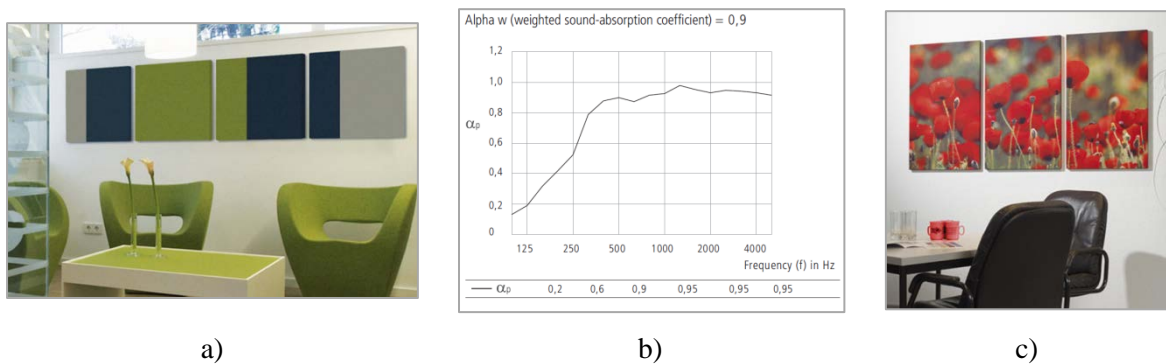 Alpha w (weighted sound-absorption coefficient) = 0,9
1,2
1,0
0,8
αp
0,6
0,4
0,2
0
125 250 500 1000 2000 4000
Frequency (f) in Hz
αp 0,2 0,6 0,9 0,95 0,95 0,95
a) b) c)